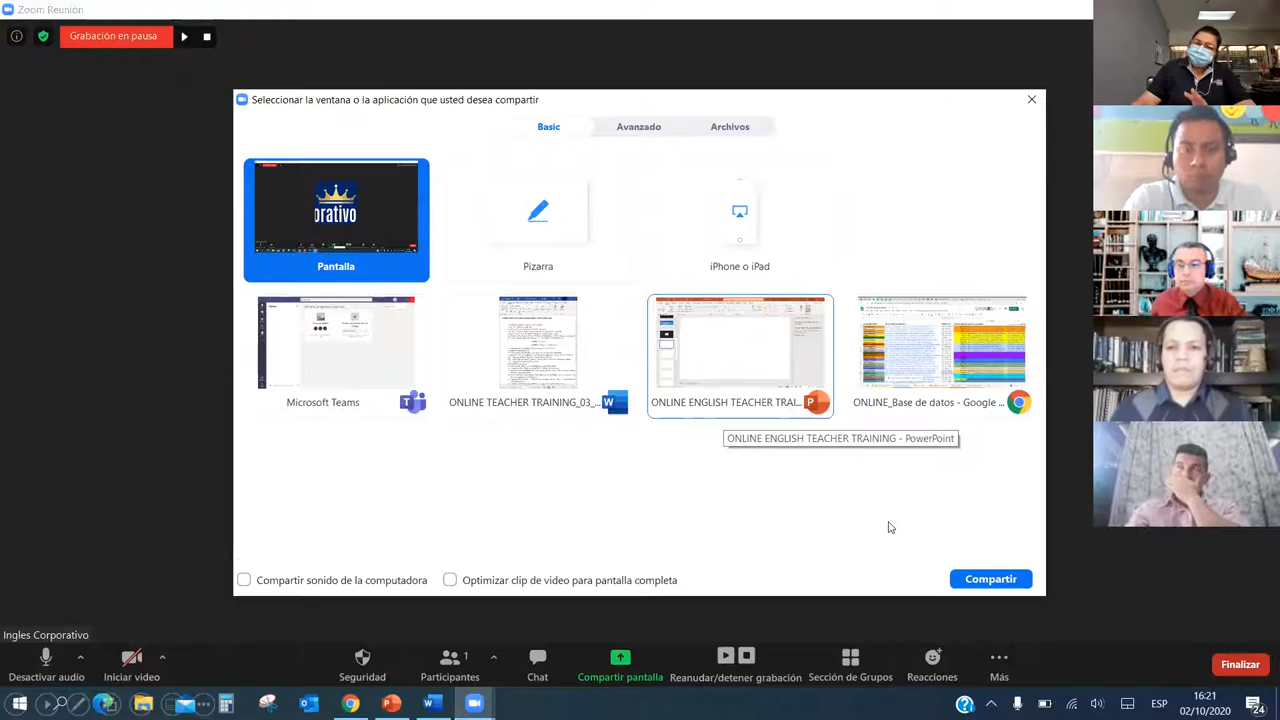 Zoom Reunión
Grabación en pausa
Seleccionar la ventana o la aplicación que usted desea compartir
Basic
Avanzado
Archivos
orativo
Pantalla
Pizarra
iPhone o iPad
Microsoft Teams
ONLINE TEACHER TRAINING_03_...
ONLINE ENGLISH TEACHER TRAI...
ONLINE_Base de datos - Google ...
ONLINE ENGLISH TEACHER TRAINING - PowerPoint
Compartir sonido de la computadora
Optimizar clip de video para pantalla completa
Compartir
Ingles Corporativo
1
Desactivar audio
Iniciar video
Seguridad
Participantes
Chat
Compartir pantalla
Reanudar/detener grabación
Sección de Grupos
Reacciones
Más
Finalizar
ESP
16:21
02/10/2020
24